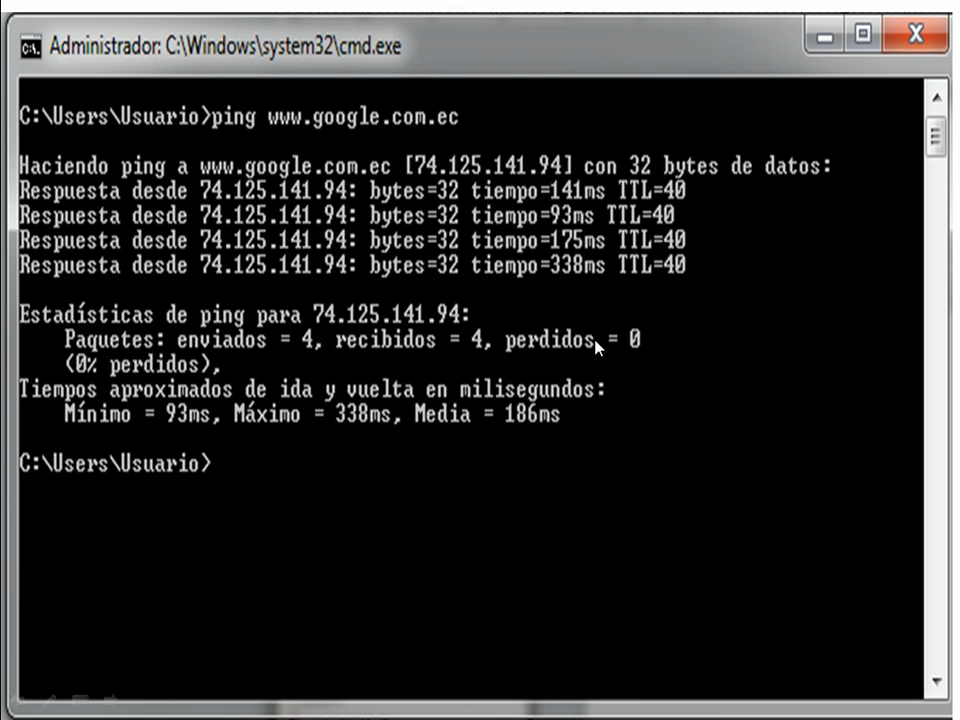 Administrador: C:\Windows\system32\cmd.exe
C:\Users\Usuario>ping www.google.com.ec
Haciendo ping a www.google.com.ec [74.125.141.94] con 32 bytes de datos:
Respuesta desde 74.125.141.94: bytes=32 tiempo=141ms TTL=40
Respuesta desde 74.125.141.94: bytes=32 tiempo=93ms TTL=40
Respuesta desde 74.125.141.94: bytes=32 tiempo=175ms TTL=40
Respuesta desde 74.125.141.94: bytes=32 tiempo=338ms TTL=40
Estadísticas de ping para 74.125.141.94:
Paquetes: enviados = 4, recibidos = 4, perdidos = 0
(0% perdidos),
Tiempos aproximados de ida y vuelta en milisegundos:
Mínimo = 93ms, Máximo = 338ms, Media = 186ms
C:\Users\Usuario>